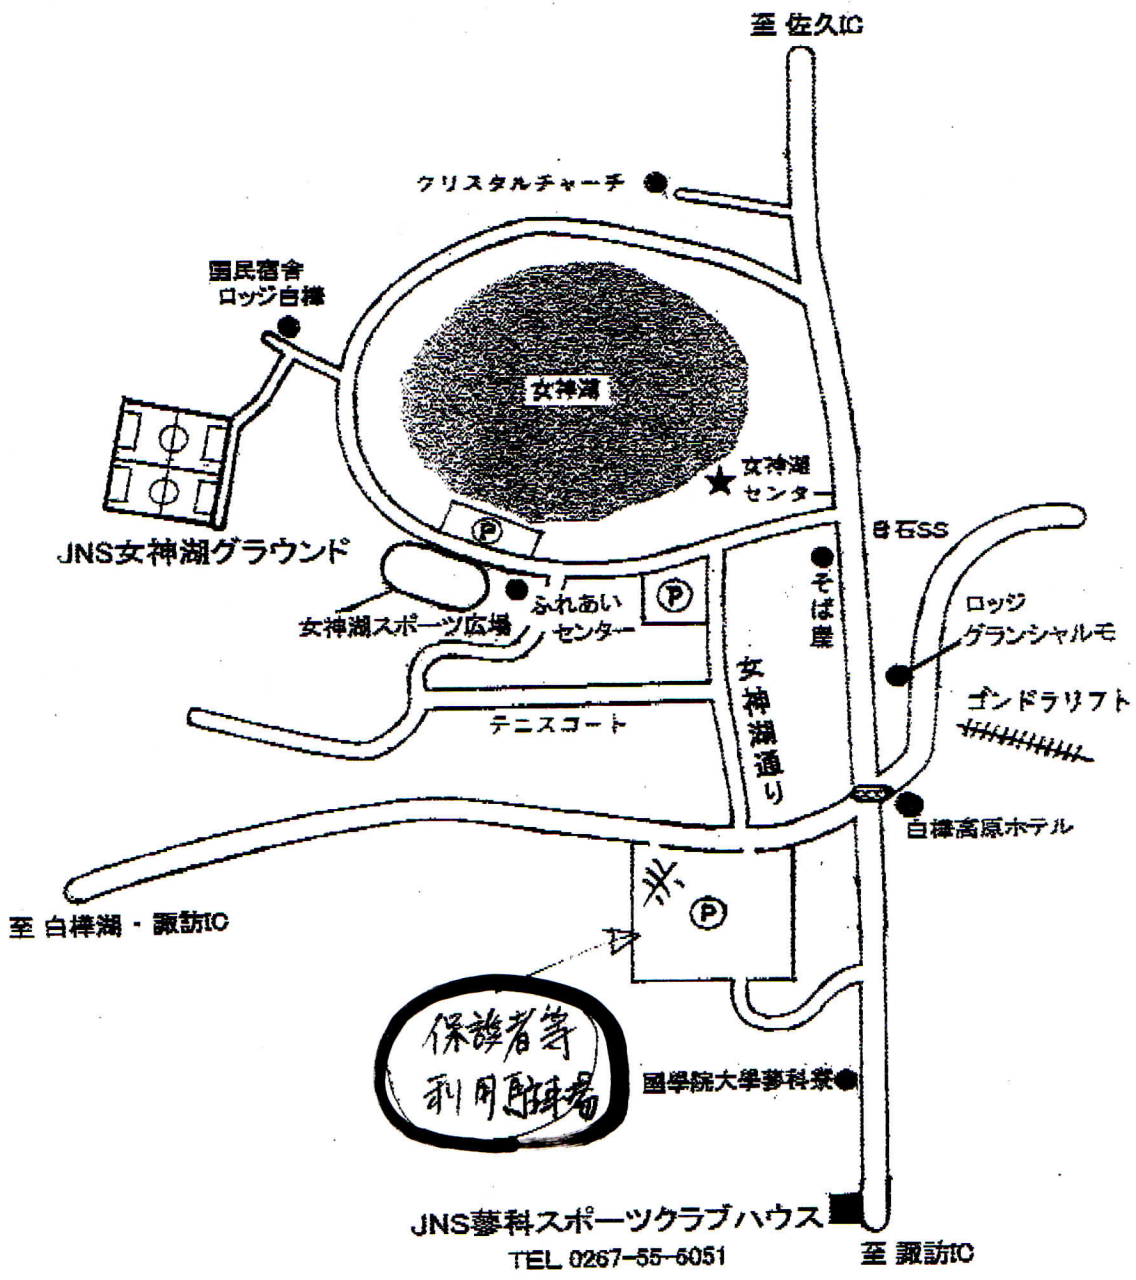 至 佐久IC
クリスタルチャーチ
国民宿舎
ロッジ白樺
女神湖
女神湖
センター
P
JNS女神湖グラウンド
白石SS
P
ふれあい
センター
女神湖スポーツ広場
そば屋
ロッジ
グランシャルモ
ゴンドラリフト
テニスコート
女神湖通り
白樺高原ホテル
P
至 白樺湖・諏訪IC
保護者等
利用駐車場
國學院大學蓼科寮
JNS蓼科スポーツクラブハウス
TEL 0267-55-6051
至 諏訪IC